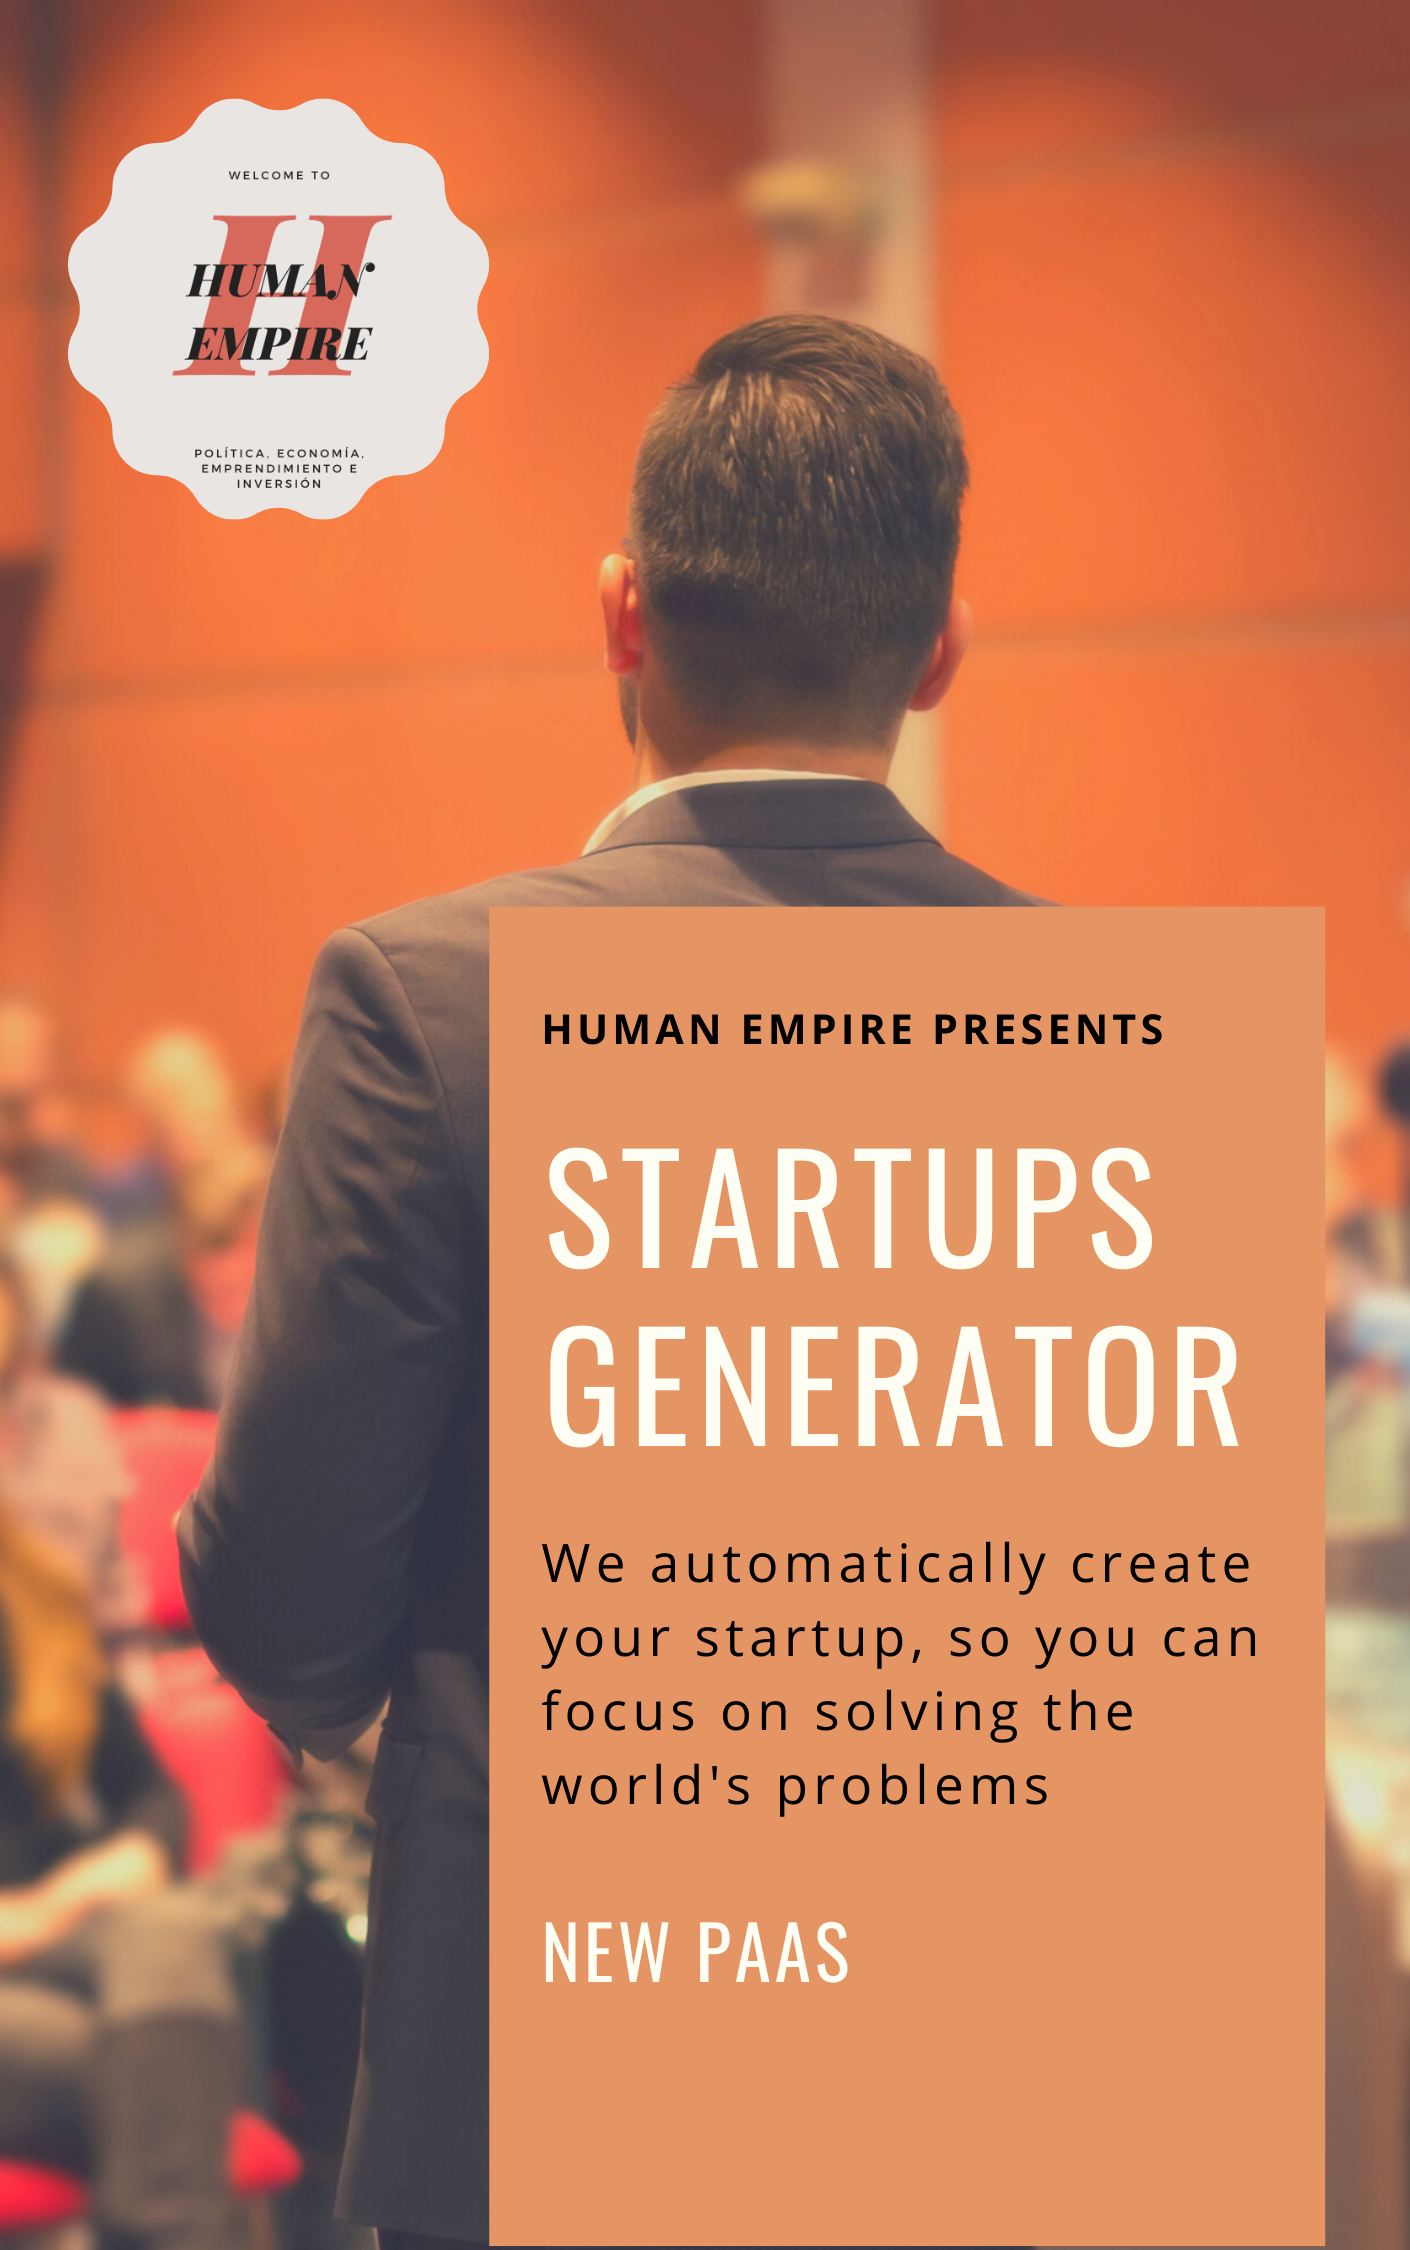 WELCOME TO
H
HUMAN
EMPIRE
POLÍTICA, ECONOMÍA,
EMPRENDIMIENTO E
INVERSIÓN
HUMAN EMPIRE PRESENTS
STARTUPS
GENERATOR
We automatically create
your startup, so you can
focus on solving the
world's problems
NEW PAAS